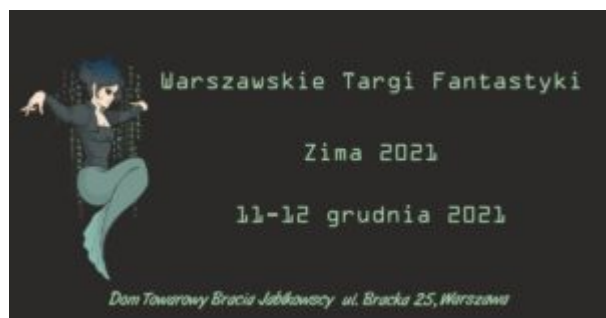 Warszawskie Targi Fantastyki
Zima 2021
11-12 grudnia 2021
Dom Towarowy Bracia Jabłkowscy ul. Bracka 25, Warszawa